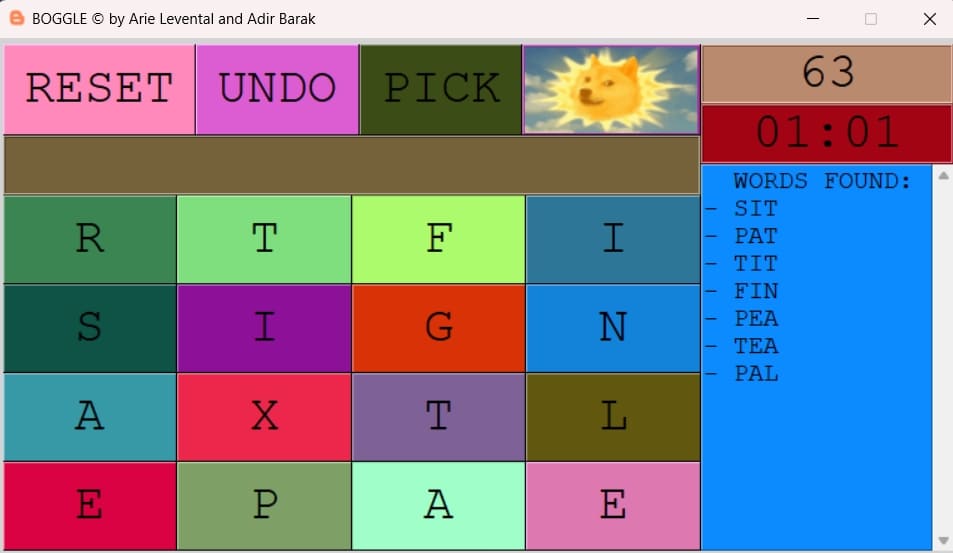 BOGGLE © by Arie Levental and Adir Barak
RESET UNDO PICK 63
01:01
WORDS FOUND:
- SIT
- PAT
- TIT
- FIN
- PEA
- TEA
- PAL
R T F I
S I G N
A X T L
E P A E